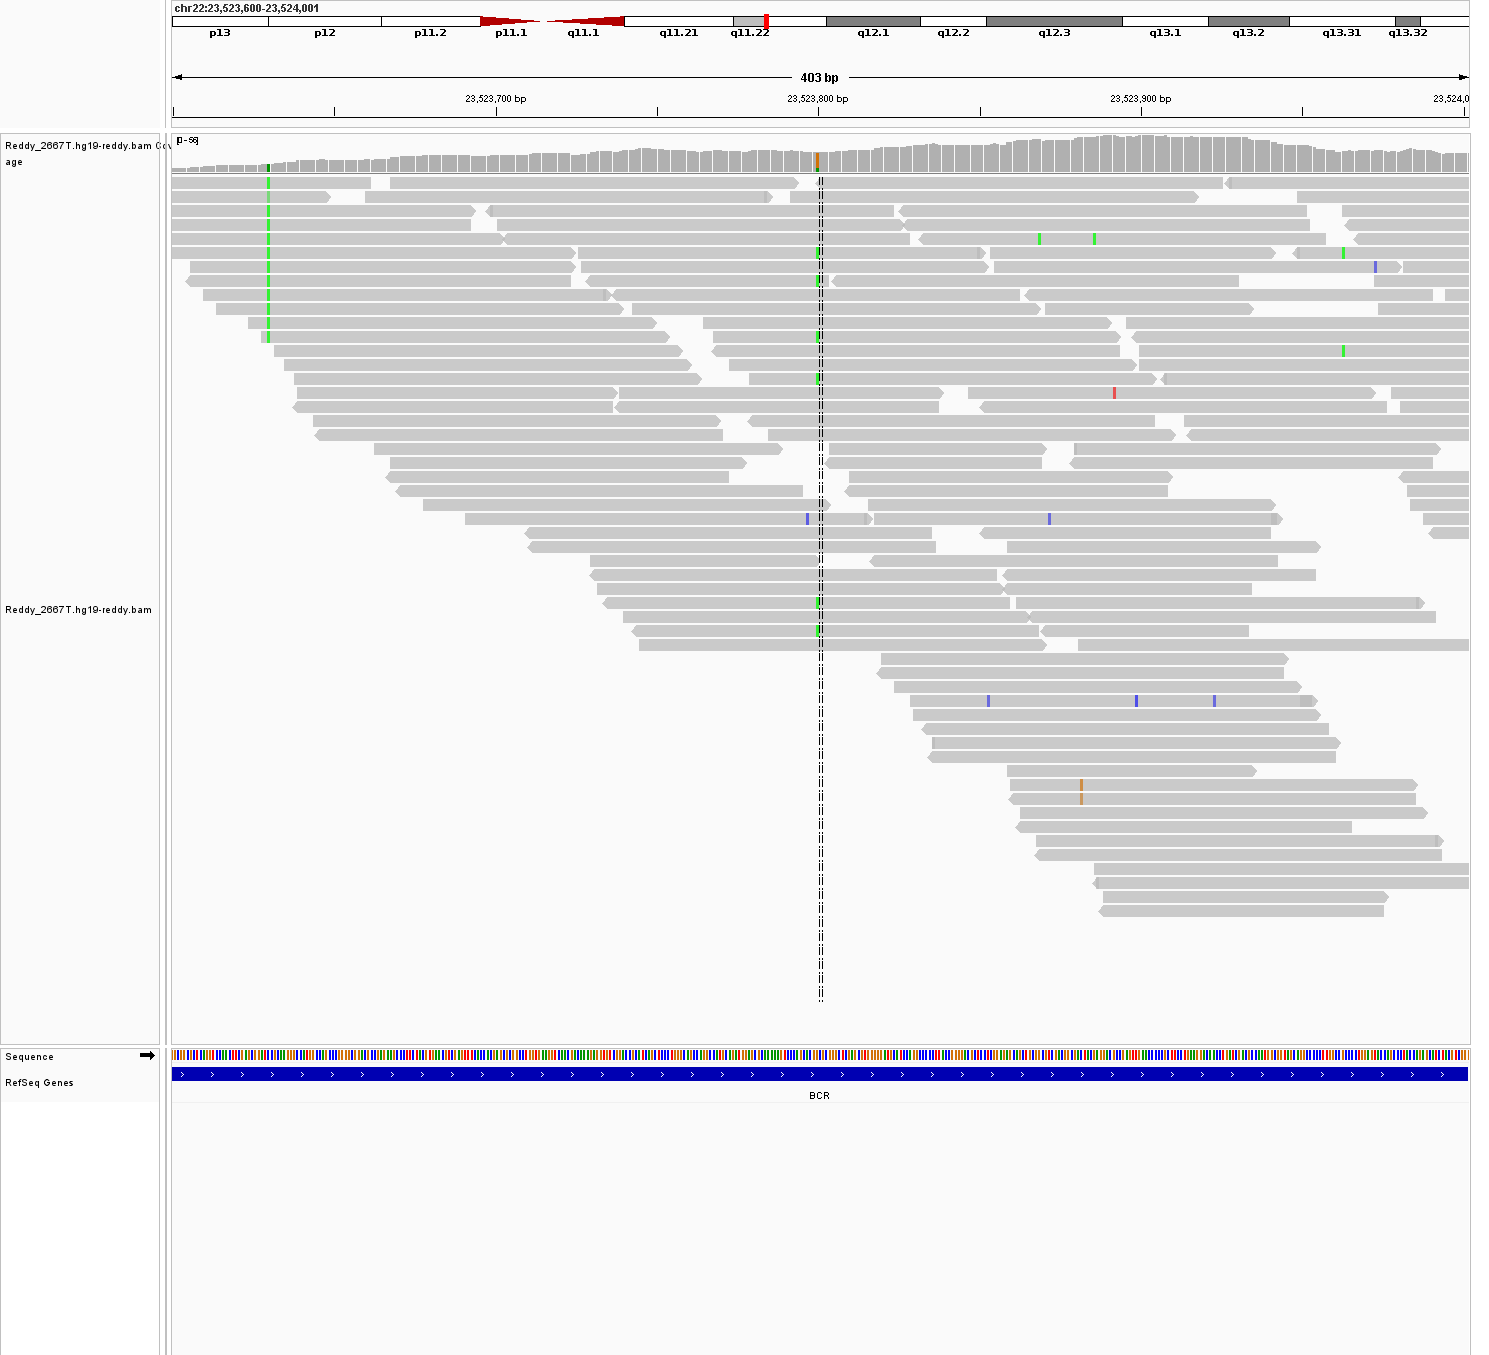 chr22:23,523,600-23,524,001
p13 p12 p11.2 p11.1 q11.1 q11.21 q11.22 q12.1 q12.2 q12.3 q13.1 q13.2 q13.31 q13.32
403 bp
23,523,700 bp 23,523,800 bp 23,523,900 bp 23,524,0
[0-56]
Reddy_2667T.hg19-reddy.bam Cov
age
Reddy_2667T.hg19-reddy.bam
Sequence
RefSeq Genes
BCR